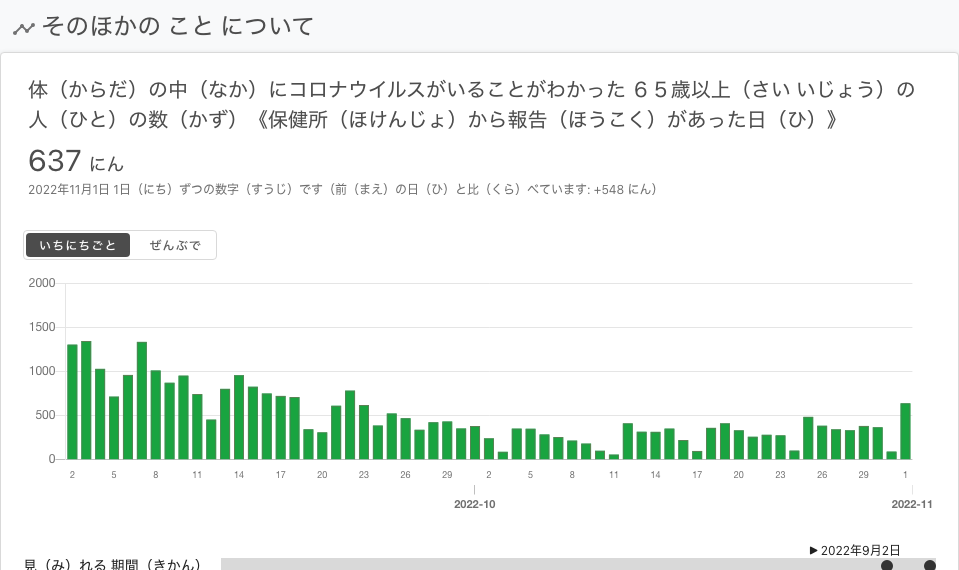 そのほかの こと について
体（からだ）の中（なか）にコロナウイルスがいることがわかった ６５歳以上（さい いじょう）の
人（ひと）の数（かず）《保健所（ほけんじょ）から報告（ほうこく）があった日（ひ）》
637 にん
2022年11月1日 1日（にち）ずつの数字（すうじ）です（前（まえ）の日（ひ）と比（くら）べています: +548 にん）
いちにちごと ぜんぶで
2000
1500
1000
500
0
2 5 8 11 14 17 20 23 26 29 2 5 8 11 14 17 20 23 26 29 1
2022-10 2022-11
▶ 2022年9月2日
見（み）れる 期間（きかん）